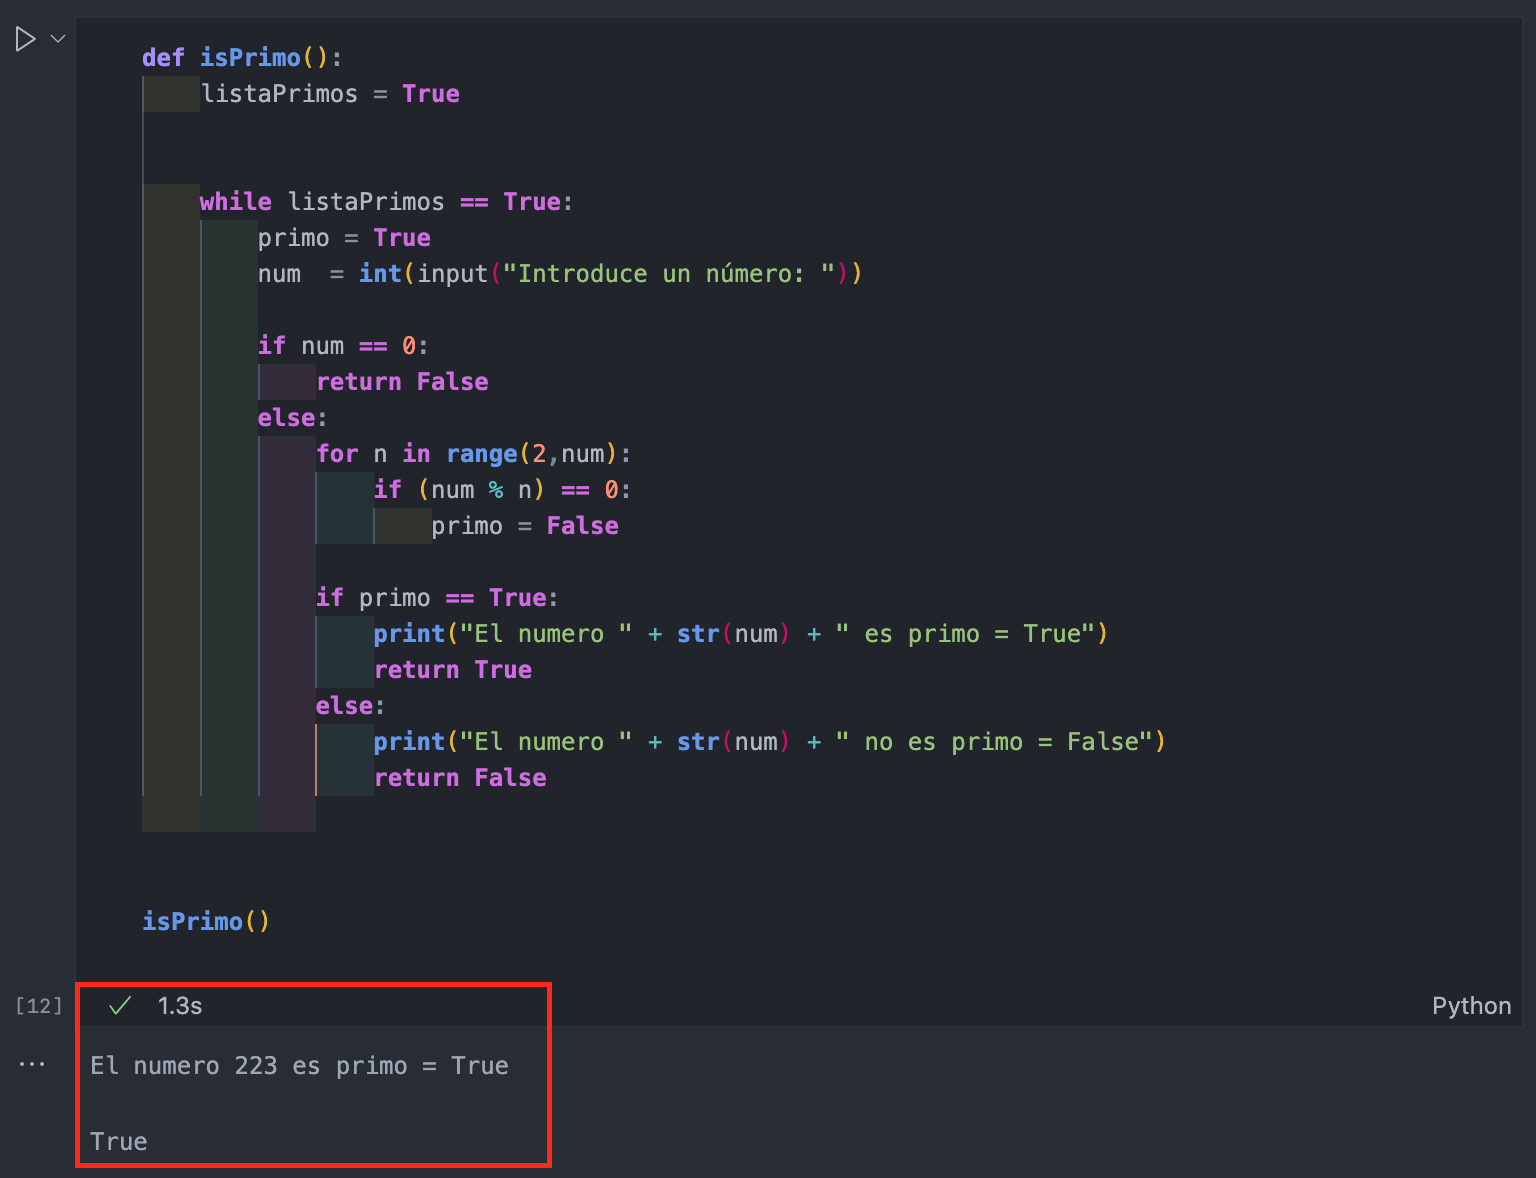 def isPrimo():
    listaPrimos = True
    while listaPrimos == True:
        primo = True
        num  = int(input("Introduce un número: "))
        if num == 0:
            return False
        else:
            for n in range(2,num):
                if (num % n) == 0:
                    primo = False
            if primo == True:
                print("El numero " + str(num) + " es primo = True")
                return True
            else:
                print("El numero " + str(num) + " no es primo = False")
                return False
isPrimo()
[12] ✓ 1.3s Python
... El numero 223 es primo = True
True